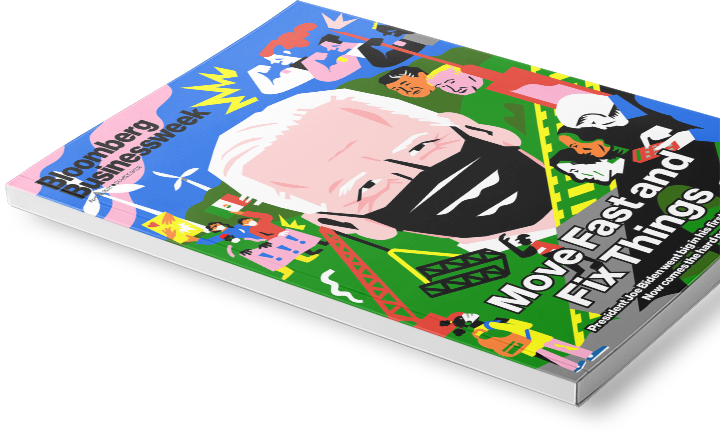 Bloomberg
Businessweek
Move Fast and
Fix Things
President Joe Biden went big in his first
Now comes the hard